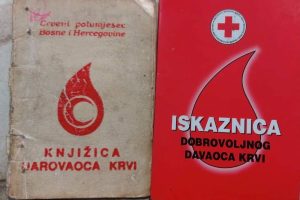 Crveni polumjesec
Bosne i Hercegovine
KNJIŽICA
DAROVAOCA KRVI
ISKAZNICA
DOBROVOLJNOG
DAVAOCA KRVI